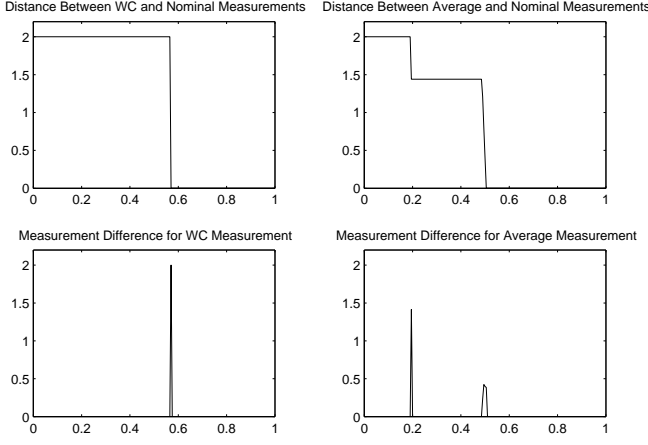 Distance Between WC and Nominal Measurements
2
1.5
1
0.5
0
0 0.2 0.4 0.6 0.8 1
Distance Between Average and Nominal Measurements
2
1.5
1
0.5
0
0 0.2 0.4 0.6 0.8 1
Measurement Difference for WC Measurement
2
1.5
1
0.5
0
0 0.2 0.4 0.6 0.8 1
Measurement Difference for Average Measurement
2
1.5
1
0.5
0
0 0.2 0.4 0.6 0.8 1